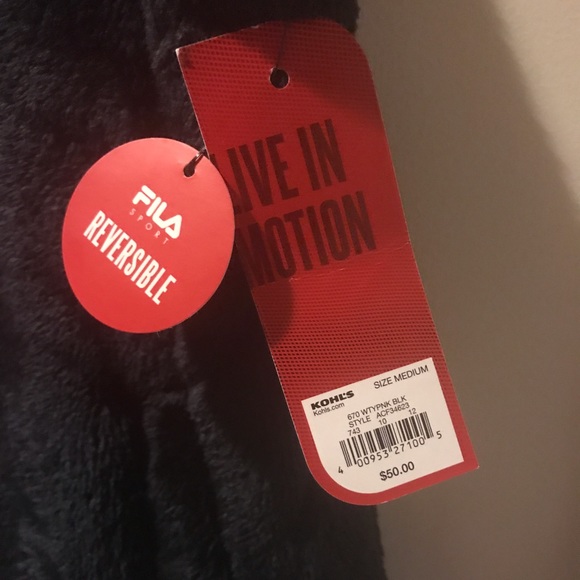 FILA
SPORT
REVERSIBLE
LIVE IN
MOTION
KOHL'S
Kohls.com
SIZE MEDIUM
670 WTYPNK BLK
STYLE ACF34623
743 10 12
4 00953 27100 5
$50.00